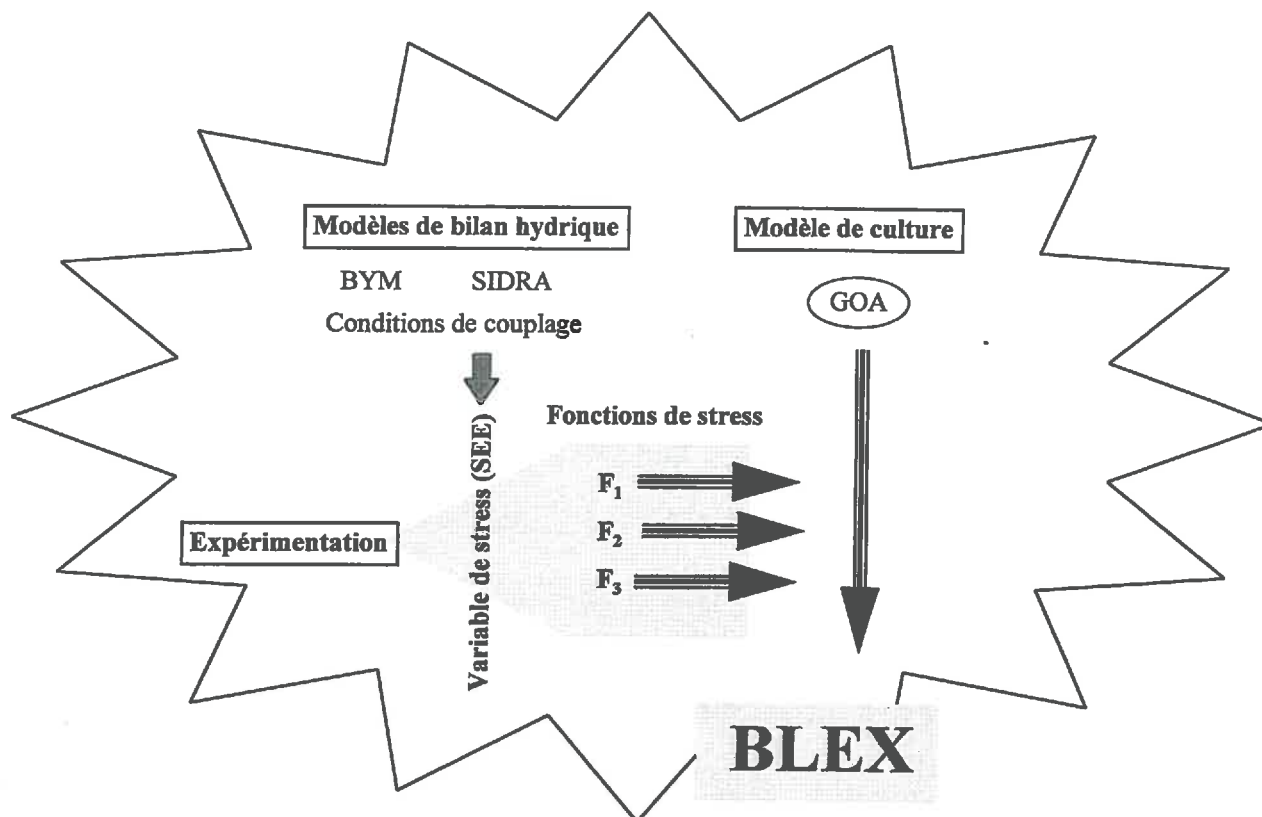 Modèles de bilan hydrique
Modèle de culture
BYM SIDRA
GOA
Conditions de couplage
Fonctions de stress
Variable de stress (SEE)
F1
F2
F3
Expérimentation
BLEX